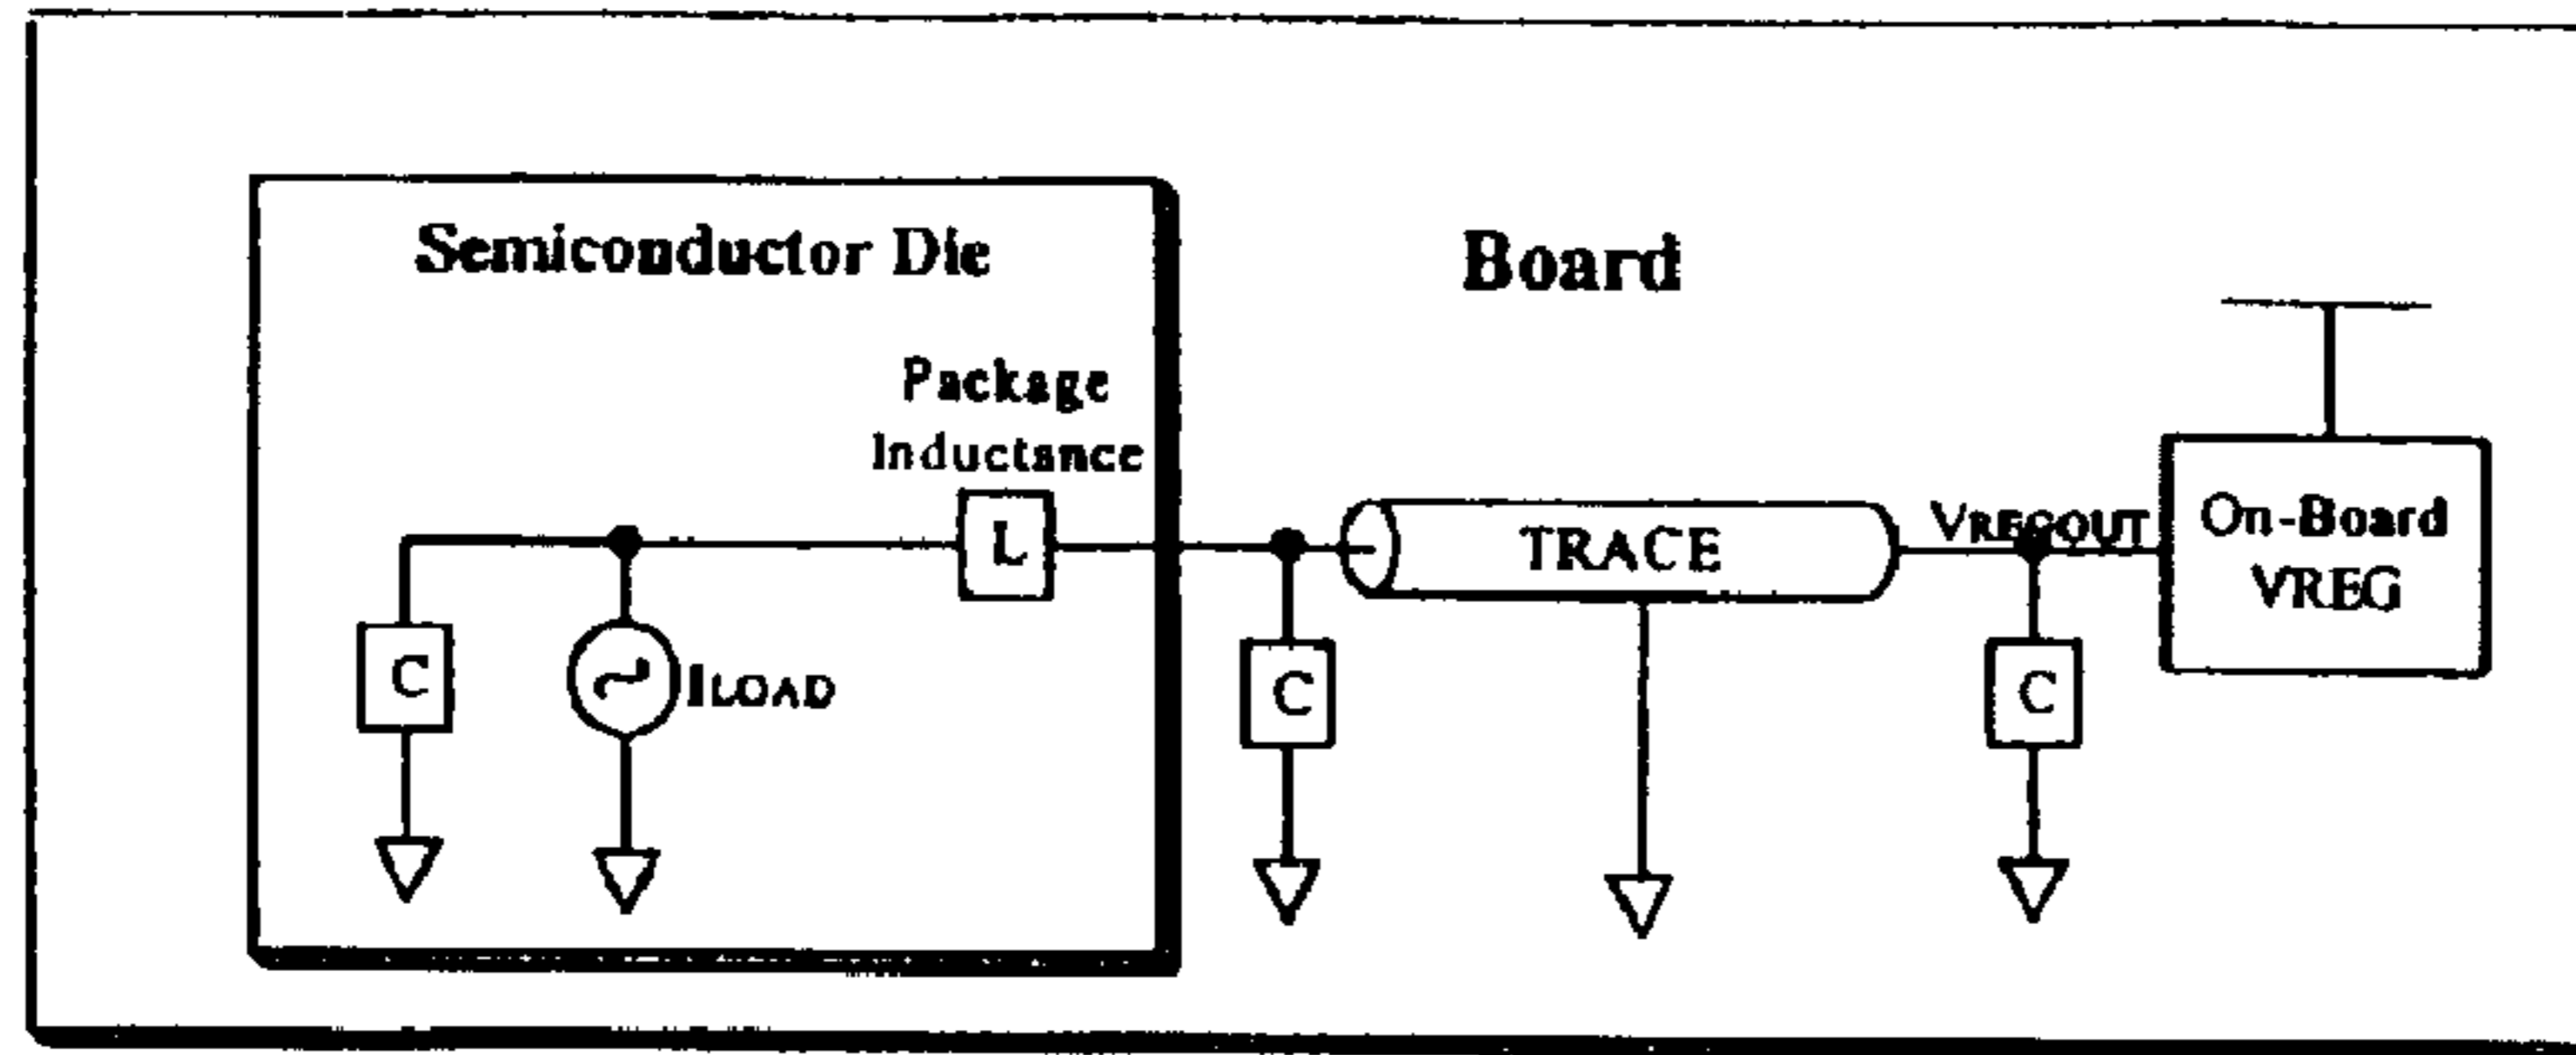 Semiconductor Die
Board
Package
Inductance
L
TRACE
VREGOUT
On-Board
VREG
C
ILOAD
C
C